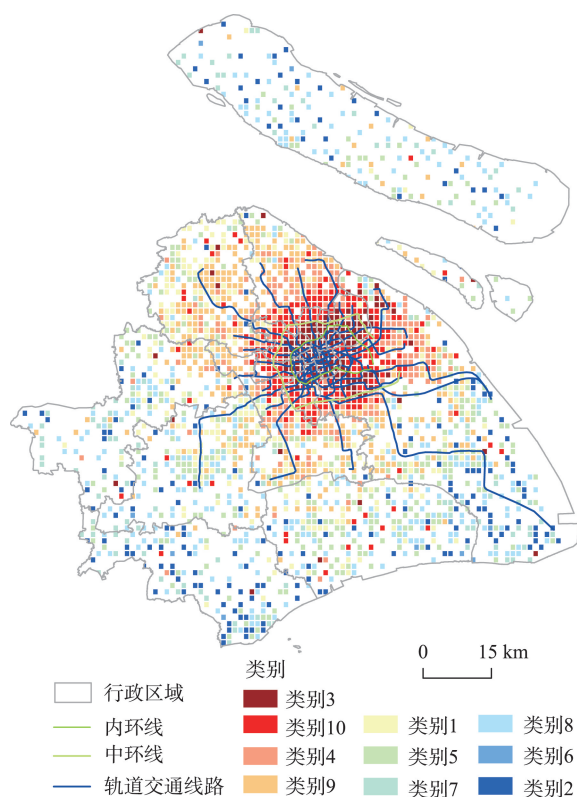 0 15 km
类别
行政区域
内环线
中环线
轨道交通线路
类别3
类别10
类别4
类别9
类别1
类别5
类别7
类别8
类别6
类别2